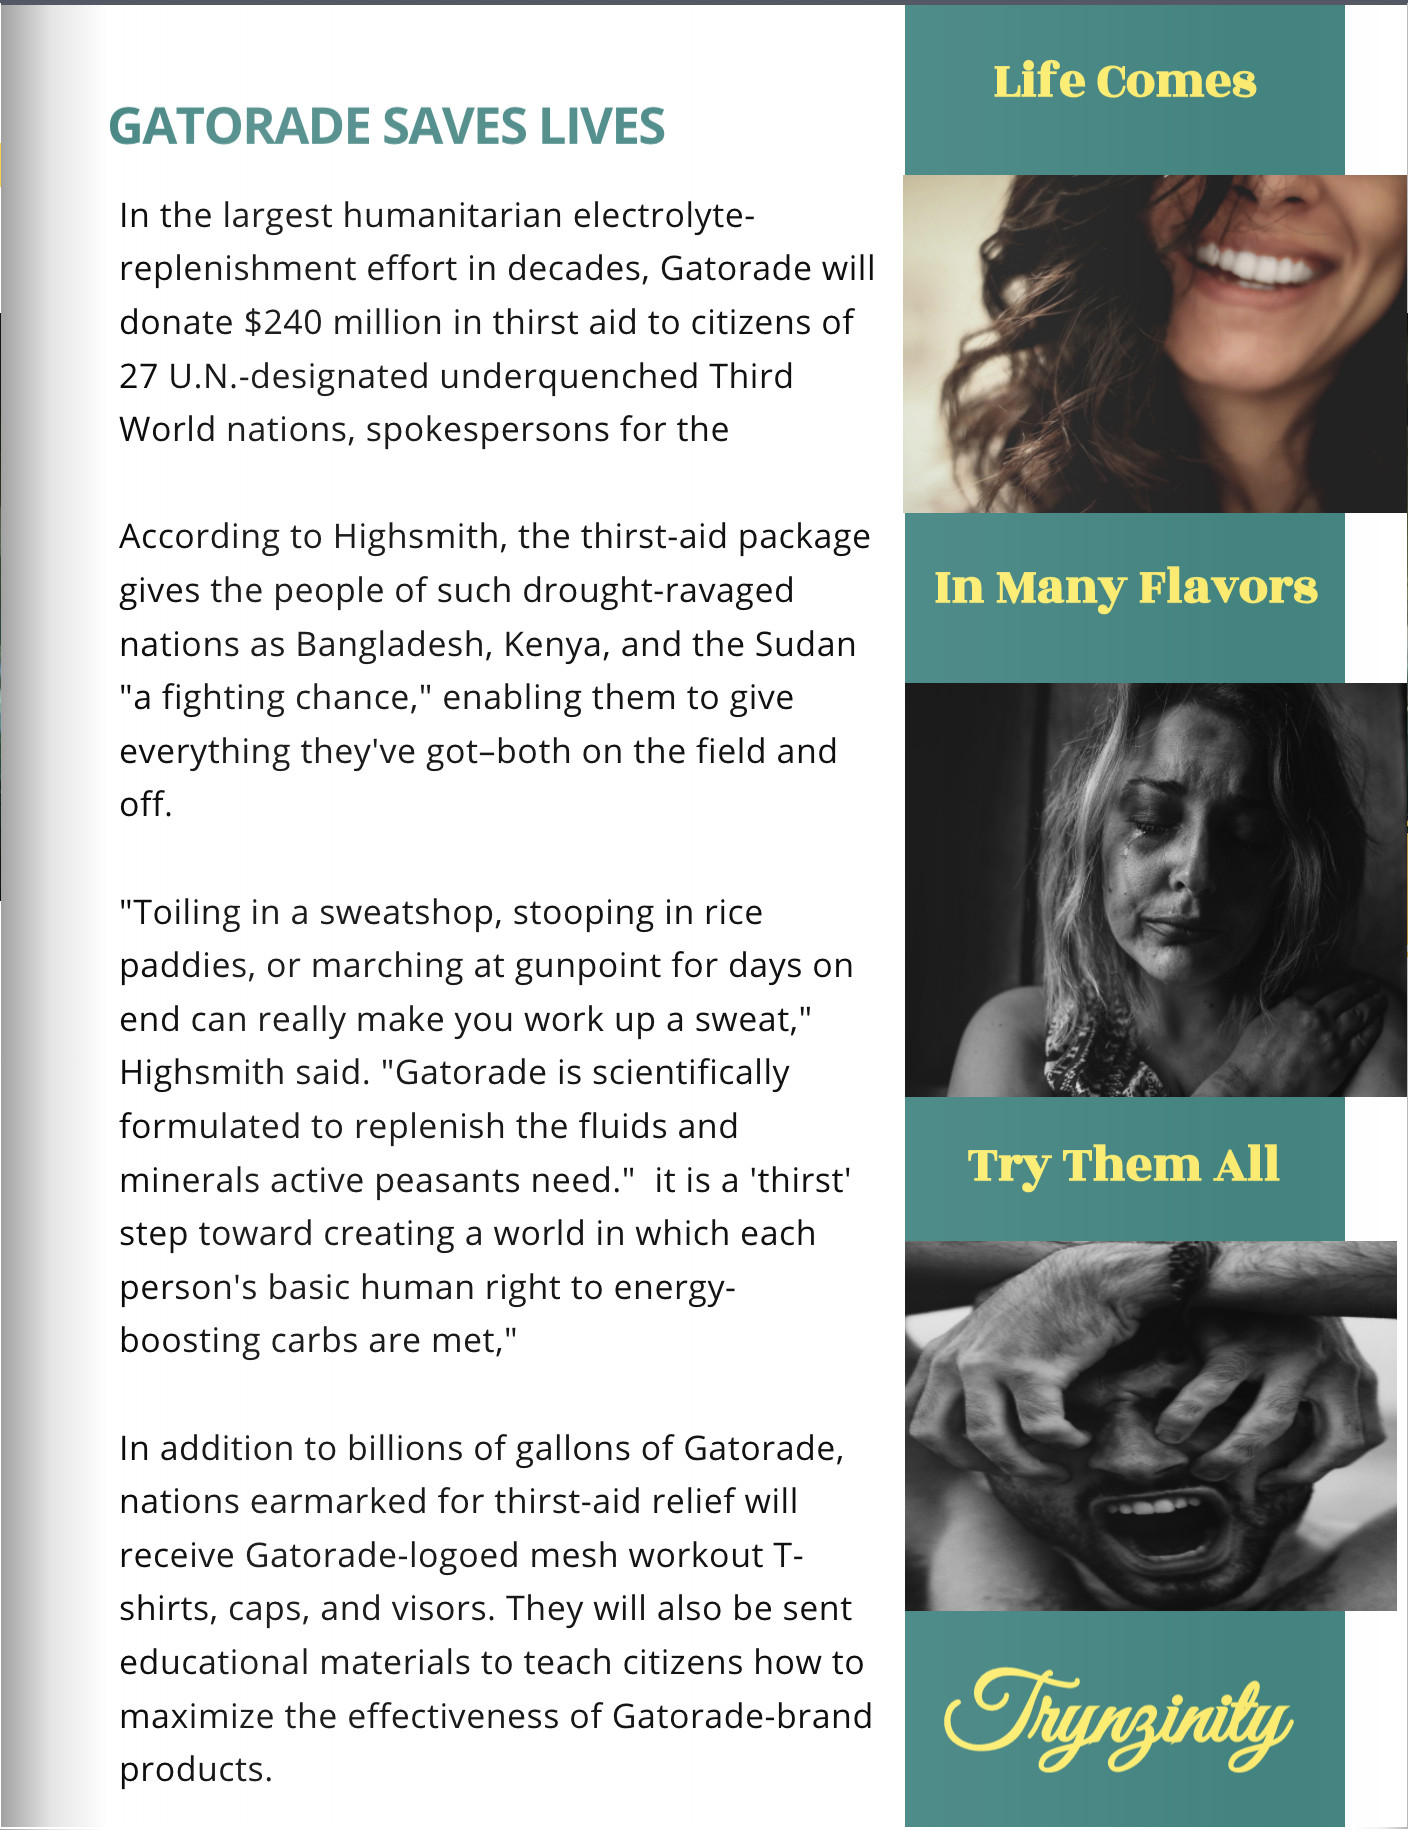 GATORADE SAVES LIVES
In the largest humanitarian electrolyte-
replenishment effort in decades, Gatorade will
donate $240 million in thirst aid to citizens of
27 U.N.-designated underquenched Third
World nations, spokespersons for the
According to Highsmith, the thirst-aid package
gives the people of such drought-ravaged
nations as Bangladesh, Kenya, and the Sudan
"a fighting chance," enabling them to give
everything they've got–both on the field and
off.
"Toiling in a sweatshop, stooping in rice
paddies, or marching at gunpoint for days on
end can really make you work up a sweat,"
Highsmith said. "Gatorade is scientifically
formulated to replenish the fluids and
minerals active peasants need."  it is a 'thirst'
step toward creating a world in which each
person's basic human right to energy-
boosting carbs are met,"
In addition to billions of gallons of Gatorade,
nations earmarked for thirst-aid relief will
receive Gatorade-logoed mesh workout T-
shirts, caps, and visors. They will also be sent
educational materials to teach citizens how to
maximize the effectiveness of Gatorade-brand
products.
Life Comes
In Many Flavors
Try Them All
Trynzinity